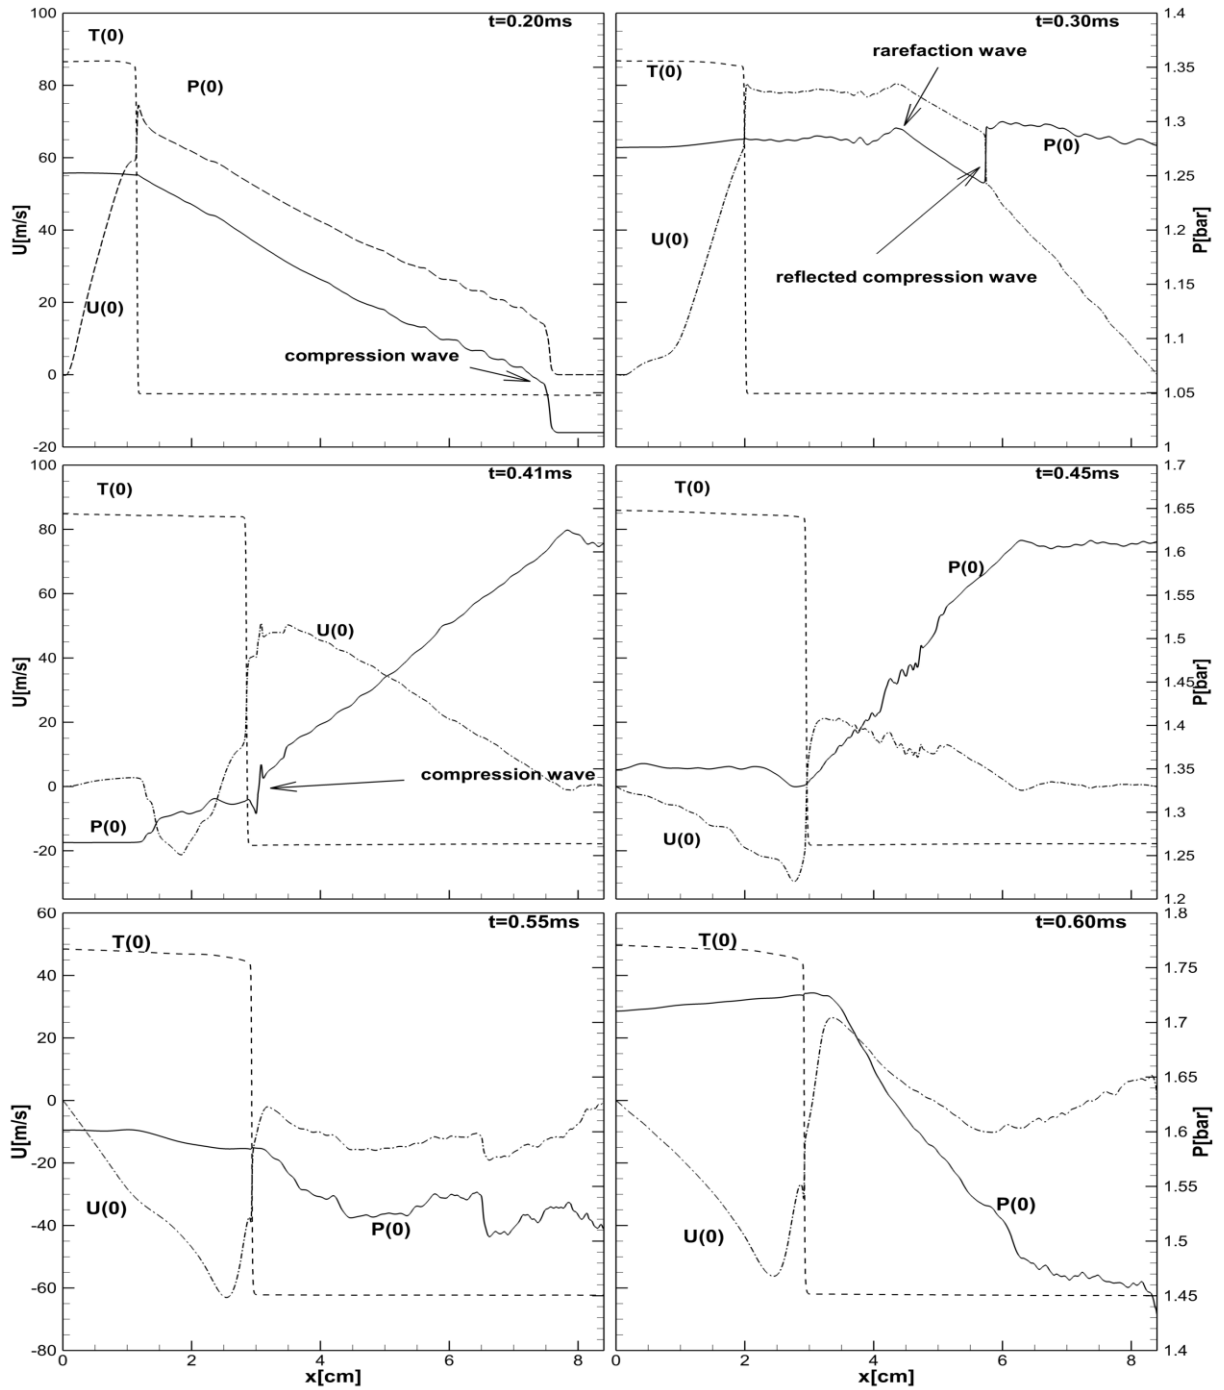 100
80
60
40
20
0
-20
U[m/s]
t=0.20ms
T(0)
P(0)
U(0)
compression wave
1.4
1.35
1.3
1.25
1.2
1.15
1.1
1.05
1
P[bar]
t=0.30ms
rarefaction wave
T(0)
P(0)
U(0)
reflected compression wave
100
80
60
40
20
0
-20
U[m/s]
t=0.41ms
T(0)
U(0)
compression wave
P(0)
1.7
1.65
1.6
1.55
1.5
1.45
1.4
1.35
1.3
1.25
1.2
P[bar]
t=0.45ms
T(0)
P(0)
U(0)
60
40
20
0
-20
-40
-60
-80
U[m/s]
t=0.55ms
T(0)
U(0)
P(0)
0 2 4 6 8
x[cm]
1.8
1.75
1.7
1.65
1.6
1.55
1.5
1.45
1.4
P[bar]
t=0.60ms
T(0)
P(0)
U(0)
0 2 4 6 8
x[cm]